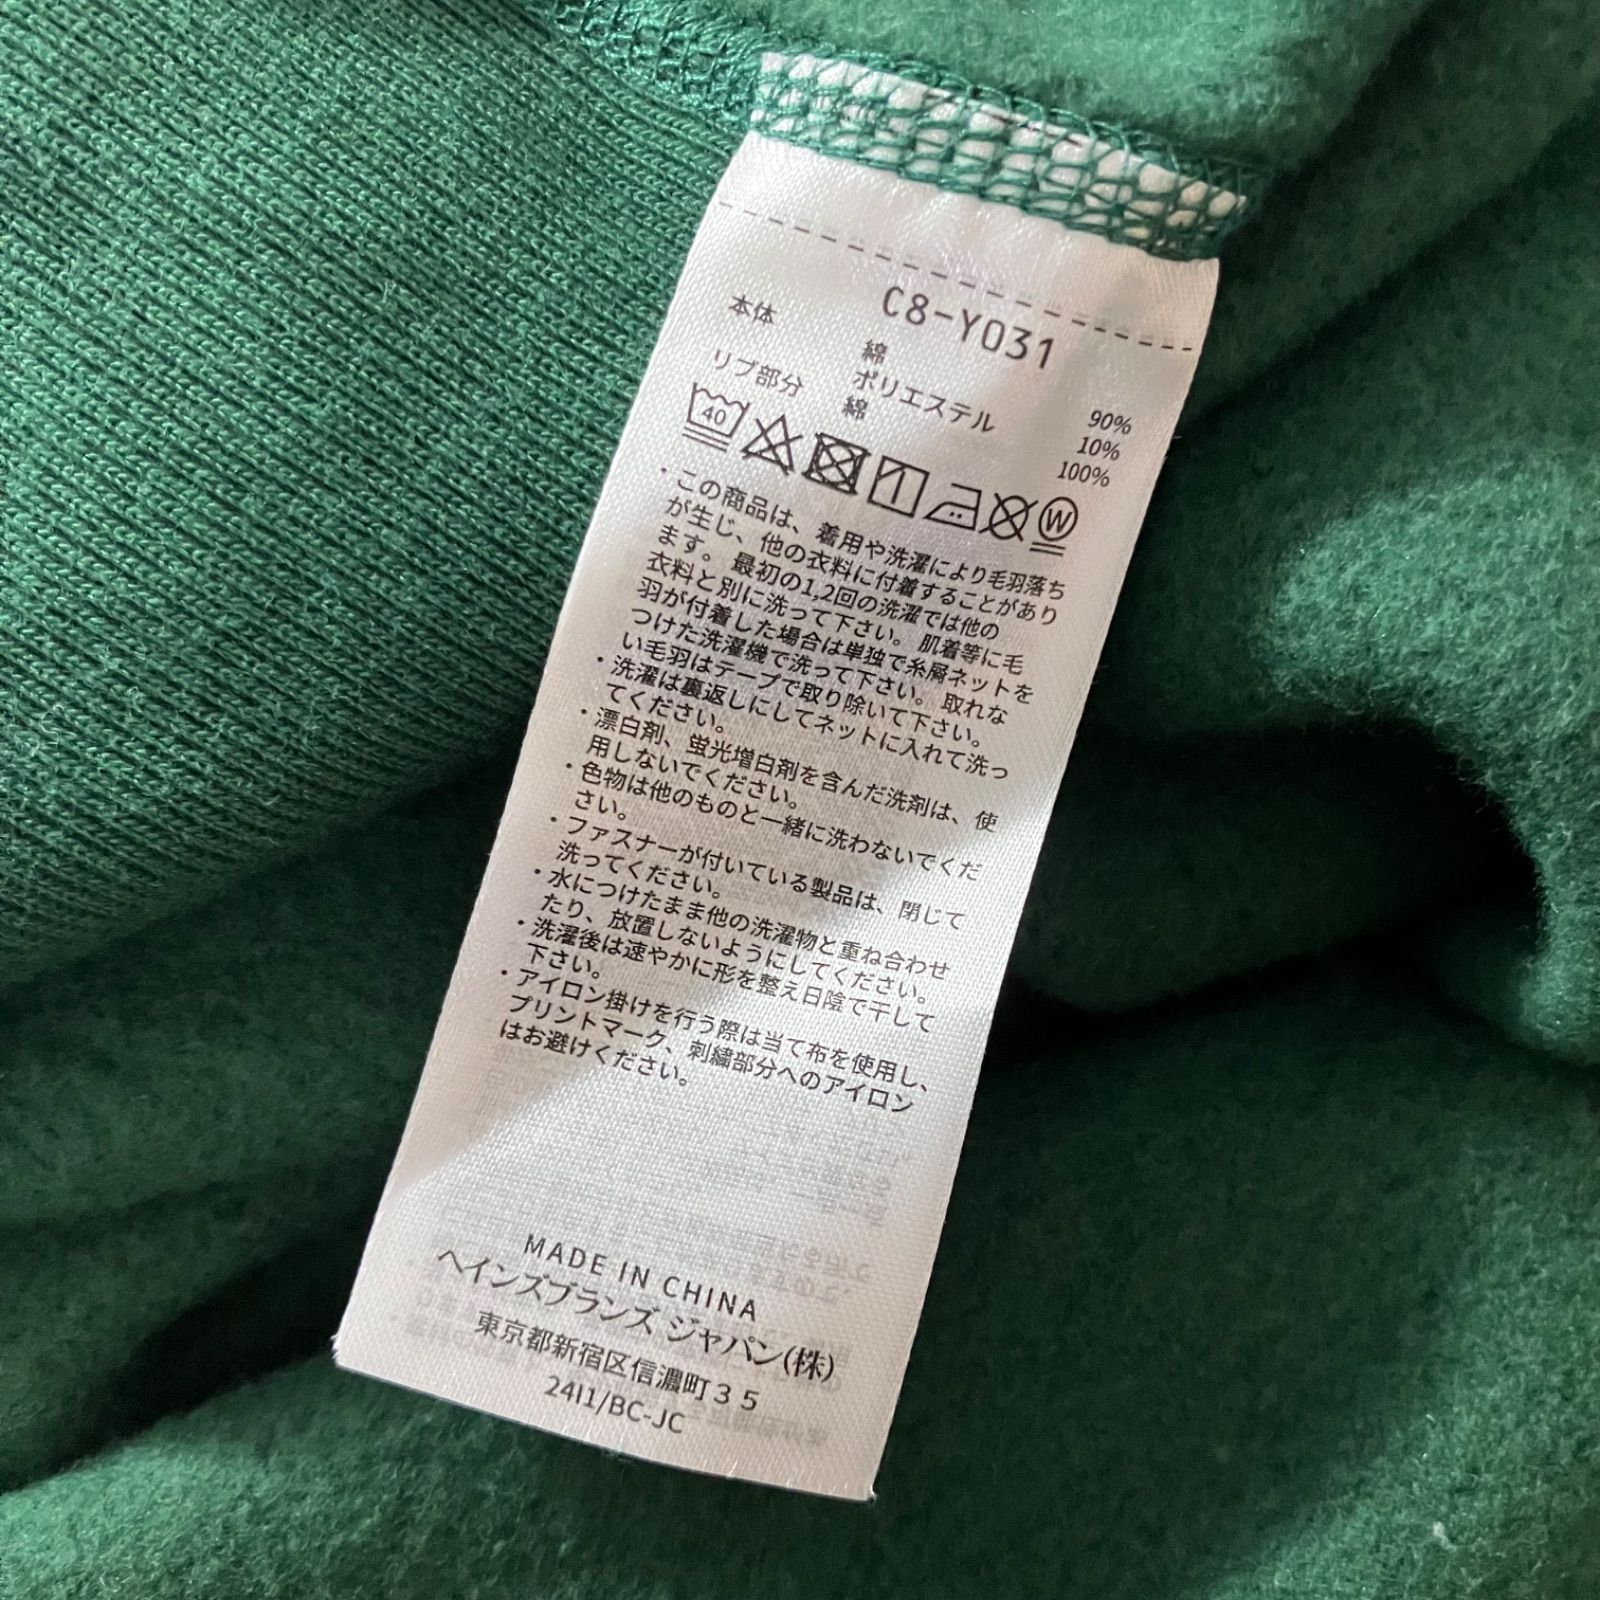 C8-Y031
本体 綿 90%
ポリエステル 10%
リブ部分 綿 100%
40
W
・この商品は、着用や洗濯により毛羽落ち
が生じ、他の衣料に付着することがあり
ます。 最初の1,2回の洗濯では他の
衣料と別に洗って下さい。 肌着等に毛
羽が付着した場合は単独で糸屑ネットを
つけた洗濯機で洗って下さい。 取れな
い毛羽はテープで取り除いて下さい。
・洗濯は裏返しにしてネットに入れて洗っ
てください。
・漂白剤、蛍光増白剤を含んだ洗剤は、使
用しないでください。
・色物は他のものと一緒に洗わないでくだ
さい。
・ファスナーが付いている製品は、閉じて
洗ってください。
・水につけたまま他の洗濯物と重ね合わせ
たり、放置しないようにしてください。
・洗濯後は速やかに形を整え日陰で干して
下さい。
・アイロン掛けを行う際は当て布を使用し、
プリントマーク、刺繍部分へのアイロン
はお避けください。
MADE IN CHINA
ヘインズブランズ ジャパン(株)
東京都新宿区信濃町３５
24I1/BC-JC